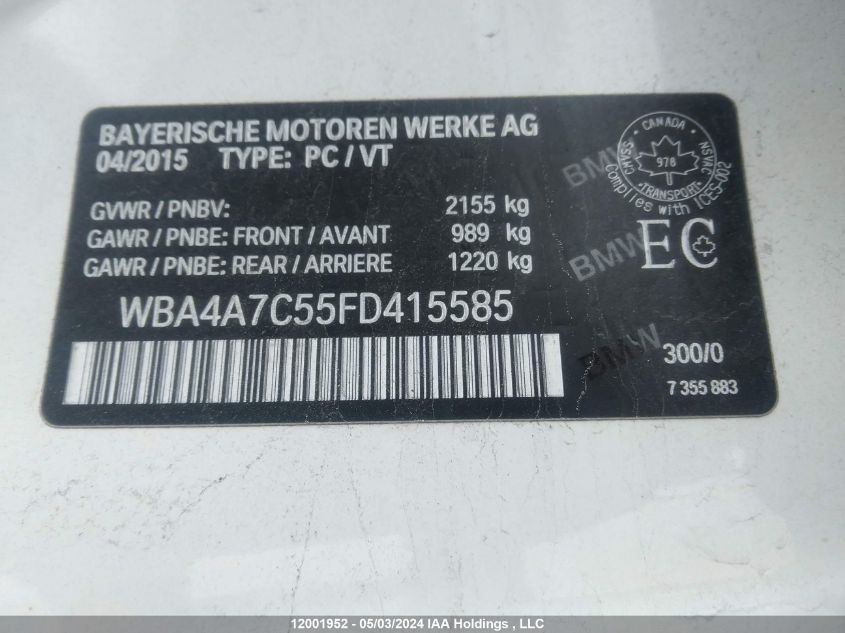 BAYERISCHE MOTOREN WERKE AG
04/2015 TYPE: PC / VT
GVWR / PNBV: 2155 kg
GAWR / PNBE: FRONT / AVANT 989 kg
GAWR / PNBE: REAR / ARRIERE 1220 kg
WBA4A7C55FD415585
BMW
BMW
BMW
CANADA
CMVSS NSVAC
978
TRANSPORT
Complies with ICES-002
EC
300/0
7 355 883
12001952 - 05/03/2024 IAA Holdings , LLC